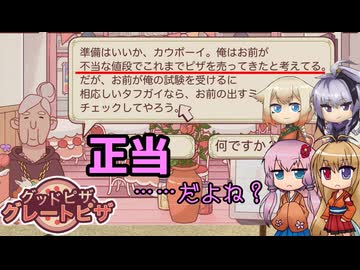 準備はいいか、カウボーイ。俺はお前が
不当な値段でこれまでピザを売ってきたと考えてる。
だが、お前が俺の試験を受けるに
相応しいタフガイなら、お前の出すミ
チェックしてやろう。
正当
……だよね?
何ですか
グッドピザ
グレートピザ